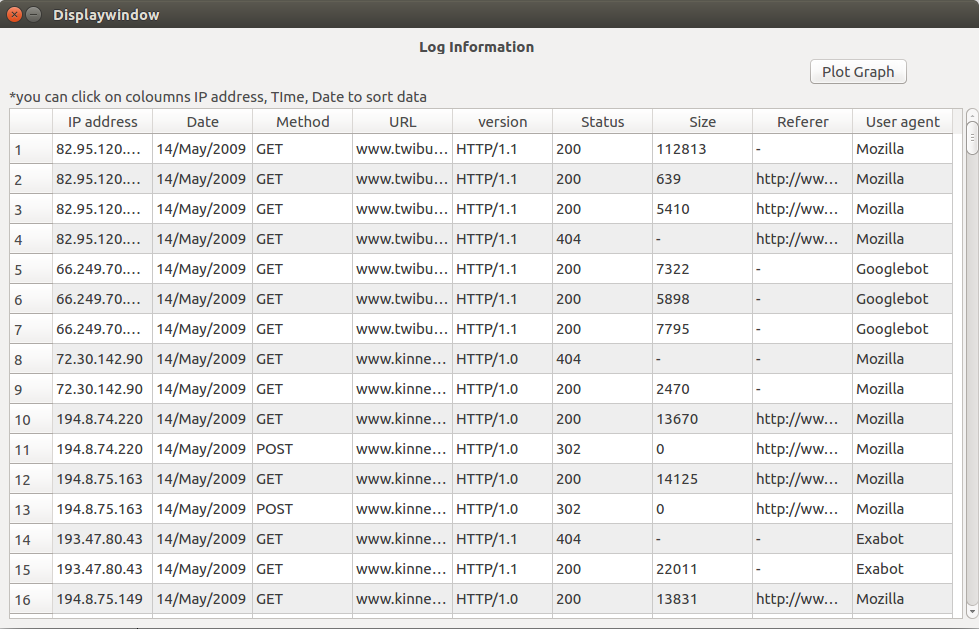 Displaywindow
Log Information
Plot Graph
*you can click on coloumns IP address, TIme, Date to sort data
IP address Date Method URL version Status Size Referer User agent
1 82.95.120.... 14/May/2009 GET www.twibu... HTTP/1.1 200 112813 - Mozilla
2 82.95.120.... 14/May/2009 GET www.twibu... HTTP/1.1 200 639 http://ww... Mozilla
3 82.95.120.... 14/May/2009 GET www.twibu... HTTP/1.1 200 5410 http://ww... Mozilla
4 82.95.120.... 14/May/2009 GET www.twibu... HTTP/1.1 404 - http://ww... Mozilla
5 66.249.70.... 14/May/2009 GET www.twibu... HTTP/1.1 200 7322 - Googlebot
6 66.249.70.... 14/May/2009 GET www.twibu... HTTP/1.1 200 5898 - Googlebot
7 66.249.70.... 14/May/2009 GET www.twibu... HTTP/1.1 200 7795 - Googlebot
8 72.30.142.90 14/May/2009 GET www.kinne... HTTP/1.0 404 - - Mozilla
9 72.30.142.90 14/May/2009 GET www.kinne... HTTP/1.0 200 2470 - Mozilla
10 194.8.74.220 14/May/2009 GET www.kinne... HTTP/1.0 200 13670 http://ww... Mozilla
11 194.8.74.220 14/May/2009 POST www.kinne... HTTP/1.0 302 0 http://ww... Mozilla
12 194.8.75.163 14/May/2009 GET www.kinne... HTTP/1.0 200 14125 http://ww... Mozilla
13 194.8.75.163 14/May/2009 POST www.kinne... HTTP/1.0 302 0 http://ww... Mozilla
14 193.47.80.43 14/May/2009 GET www.kinne... HTTP/1.1 404 - - Exabot
15 193.47.80.43 14/May/2009 GET www.kinne... HTTP/1.1 200 22011 - Exabot
16 194.8.75.149 14/May/2009 GET www.kinne... HTTP/1.0 200 13831 http://ww... Mozilla